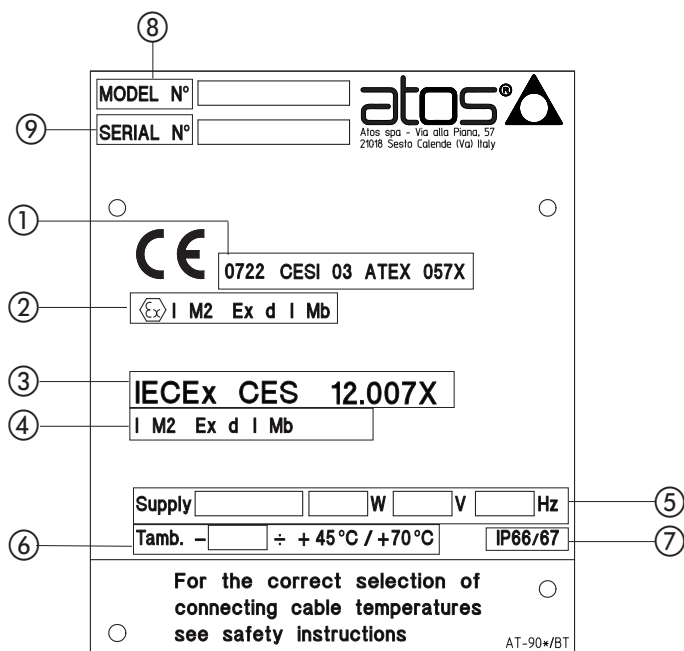 ⑧
MODEL N°
atos®
⑨ SERIAL N°
Atos spa - Via alla Piana, 57
21018 Sesto Calende (Va) Italy
①
CE 0722 CESI 03 ATEX 057X
② Ex I M2 Ex d I Mb
③ IECEx CES 12.007X
④ I M2 Ex d I Mb
Supply W V Hz ⑤
⑥ Tamb. - ÷ + 45°C / +70°C IP66/67 ⑦
For the correct selection of
connecting cable temperatures
see safety instructions
AT-90*/BT